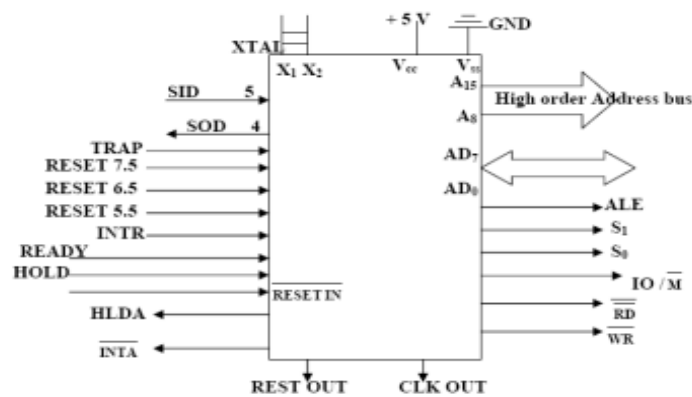 + 5 V
GND
XTAL
X₁ X₂
Vcc
Vss
A15
SID 5
High order Address bus
SOD 4
A8
TRAP
AD7
RESET 7.5
RESET 6.5
AD0
RESET 5.5
ALE
INTR
S1
READY
S0
HOLD
IO / M̅
RESET IN
HLDA
RD
INTA
WR
REST OUT
CLK OUT